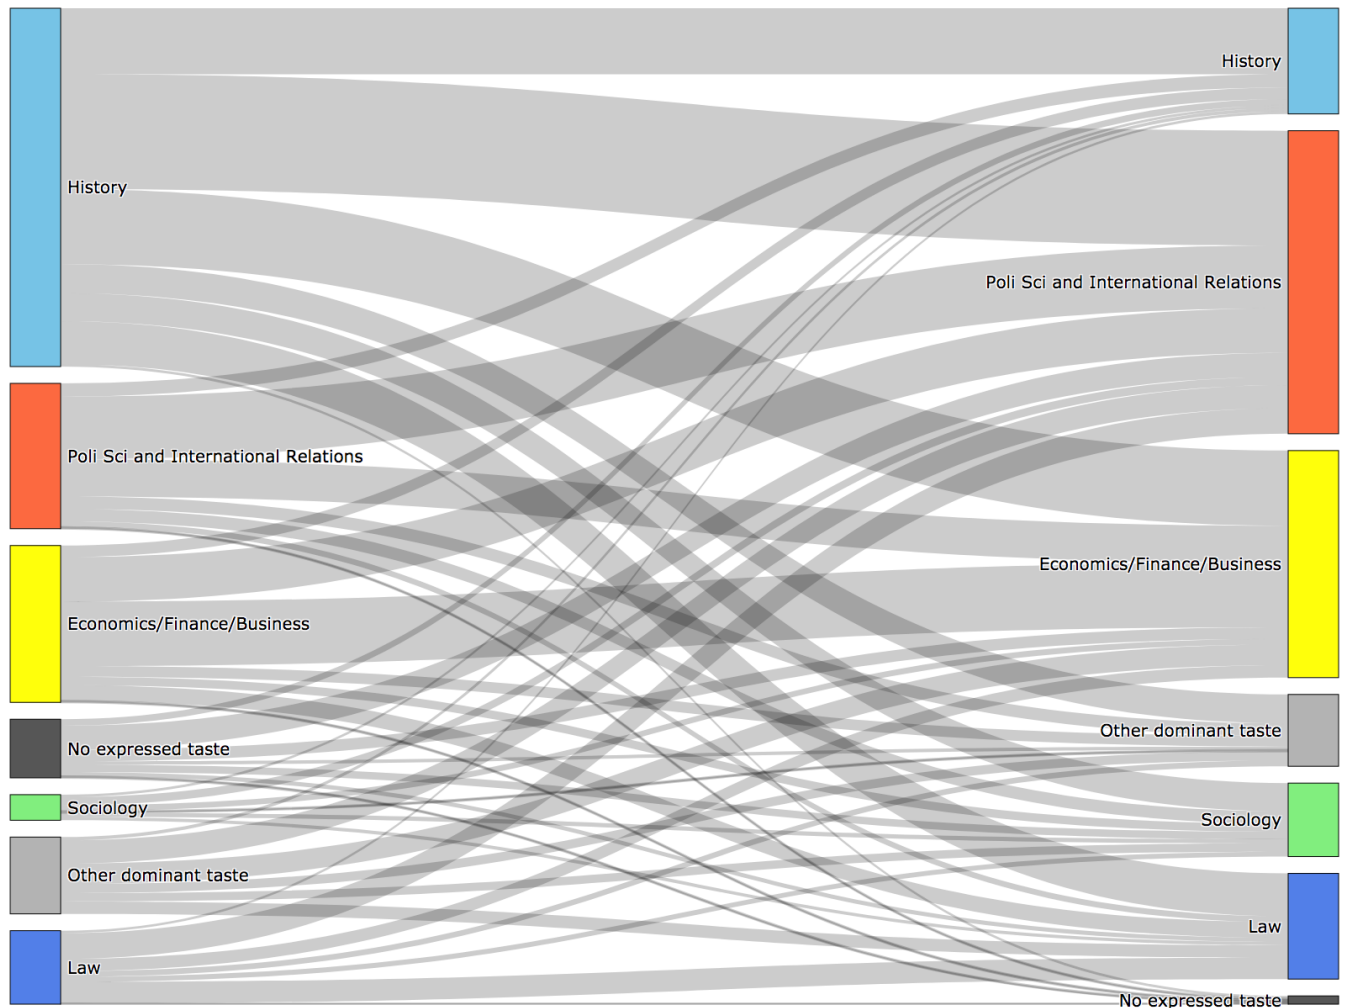 History
Poli Sci and International Relations
Economics/Finance/Business
No expressed taste
Sociology
Other dominant taste
Law
History
Poli Sci and International Relations
Economics/Finance/Business
Other dominant taste
Sociology
Law
No expressed taste